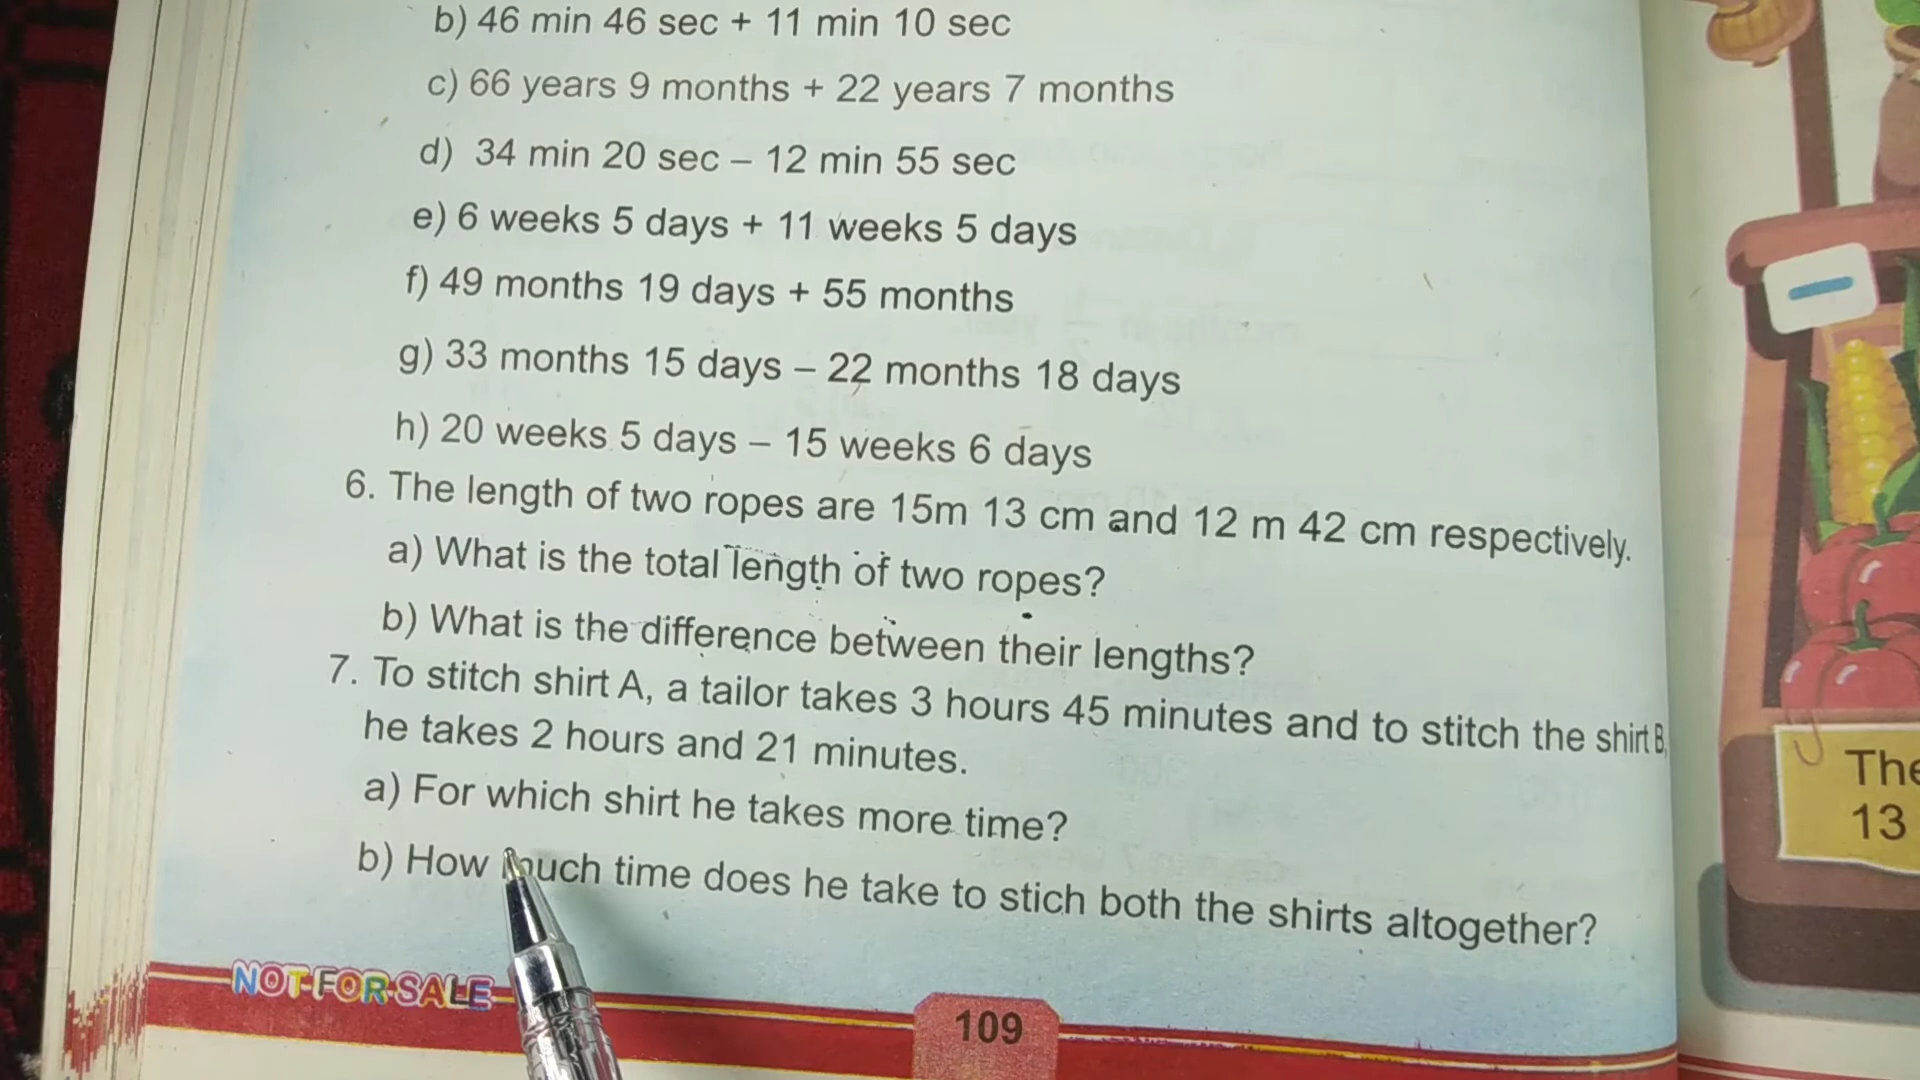 b) 46 min 46 sec + 11 min 10 sec
c) 66 years 9 months + 22 years 7 months
d) 34 min 20 sec – 12 min 55 sec
e) 6 weeks 5 days + 11 weeks 5 days
f) 49 months 19 days + 55 months
g) 33 months 15 days – 22 months 18 days
h) 20 weeks 5 days – 15 weeks 6 days
6. The length of two ropes are 15m 13 cm and 12 m 42 cm respectively.
a) What is the total length of two ropes?
b) What is the difference between their lengths?
7. To stitch shirt A, a tailor takes 3 hours 45 minutes and to stitch the shirt B,
he takes 2 hours and 21 minutes.
a) For which shirt he takes more time?
b) How much time does he take to stich both the shirts altogether?
NOT FOR SALE
109
The
13